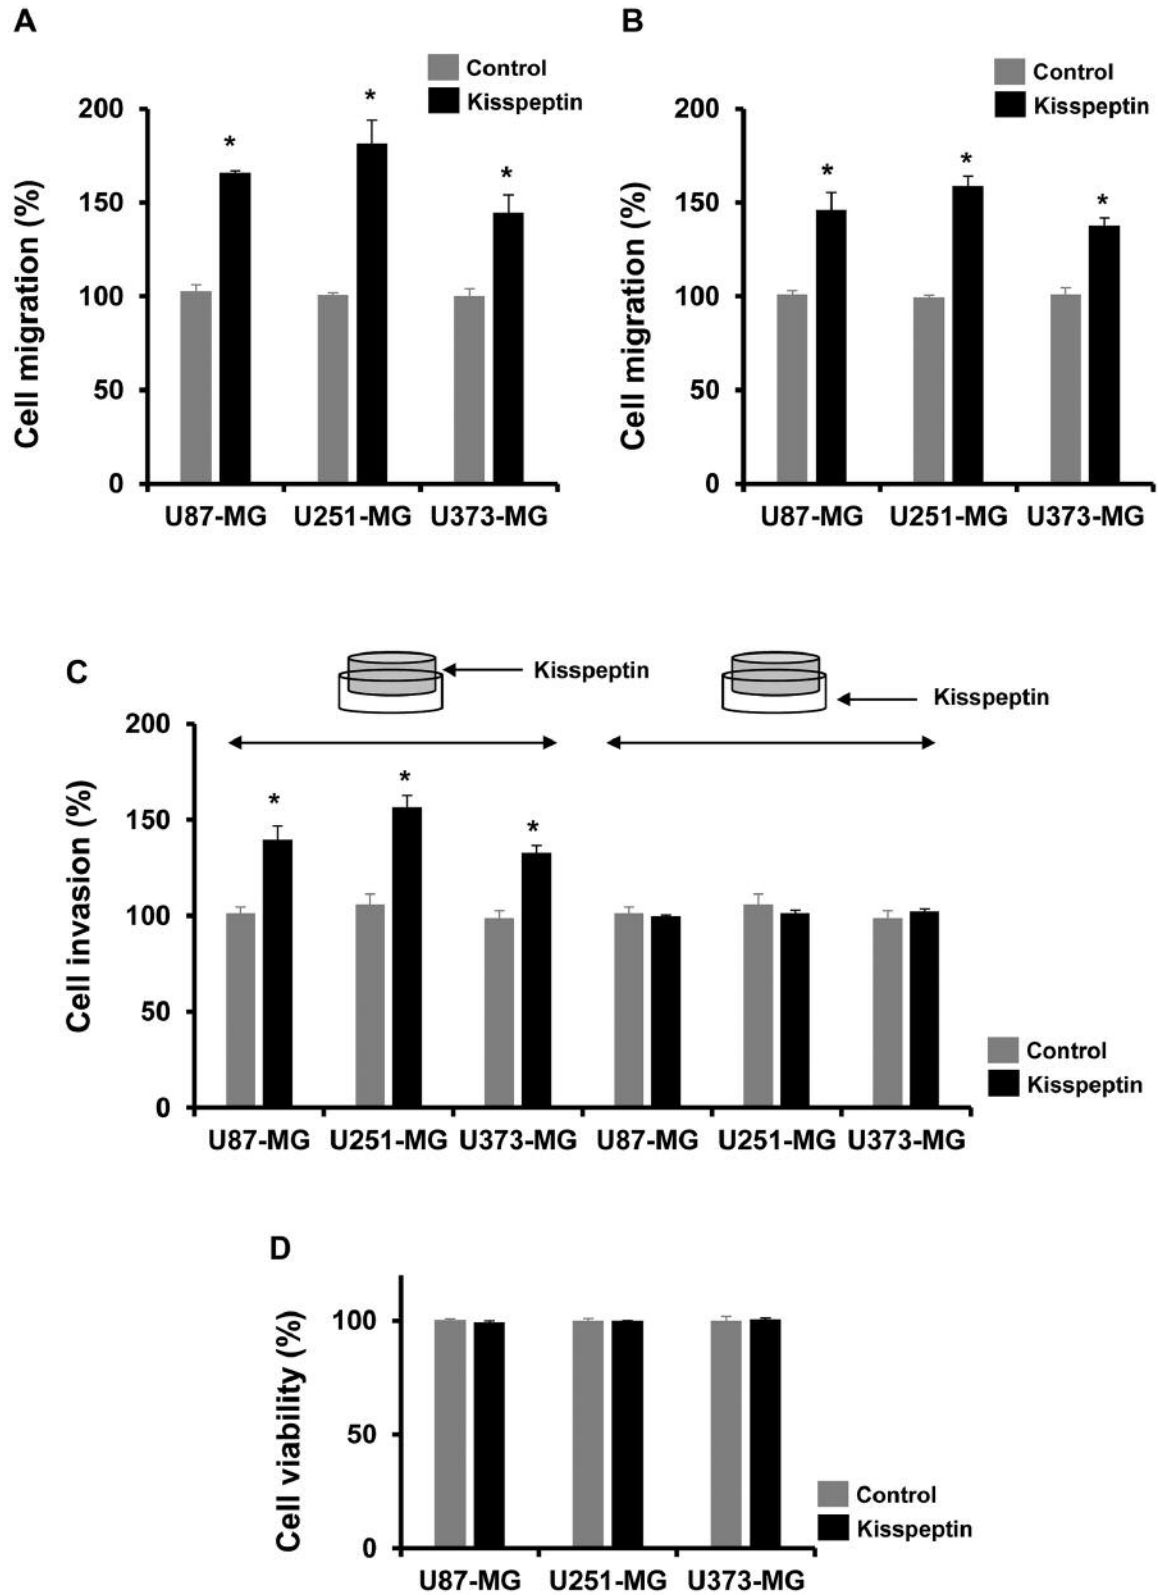 A
B
Control
Kisspeptin
Control
Kisspeptin
Cell migration (%)
200
150
100
50
0
*
*
*
U87-MG U251-MG U373-MG
Cell migration (%)
200
150
100
50
0
*
*
*
U87-MG U251-MG U373-MG
C
Kisspeptin
Kisspeptin
Cell invasion (%)
200
150
100
50
0
*
*
*
Control
Kisspeptin
U87-MG U251-MG U373-MG U87-MG U251-MG U373-MG
D
Cell viability (%)
100
50
0
Control
Kisspeptin
U87-MG U251-MG U373-MG